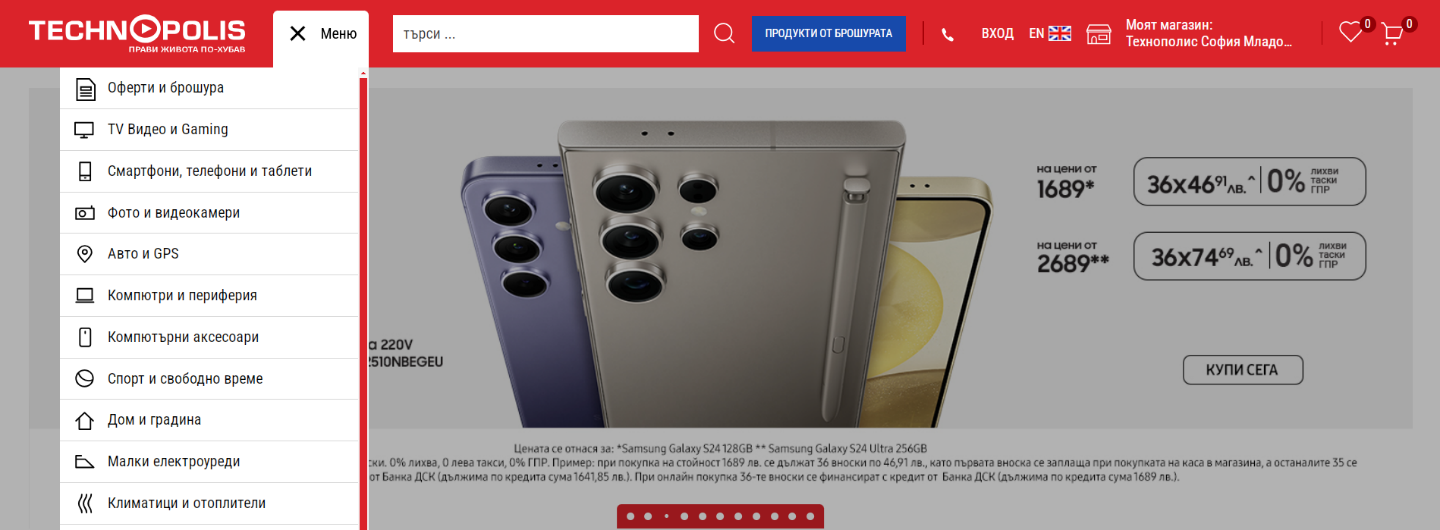 TECHNOPOLIS
ПРАВИ ЖИВОТА ПО-ХУБАВ
Меню
търси ...
ПРОДУКТИ ОТ БРОШУРАТА
ВХОД
EN
Моят магазин:
Технополис София Младо...
0
0
Оферти и брошура
TV Видео и Gaming
Смартфони, телефони и таблети
Фото и видеокамери
Авто и GPS
Компютри и периферия
Компютърни аксесоари
Спорт и свободно време
Дом и градина
Малки електроуреди
Климатици и отоплители
на цени от
1689*
36x46⁹¹лв.^ 0% лихви
такси
ГПР
на цени от
2689**
36x74⁶⁹лв.^ 0% лихви
такси
ГПР
а 220V
2510NBEGEU
КУПИ СЕГА
Цената се отнася за: *Samsung Galaxy S24 128GB ** Samsung Galaxy S24 Ultra 256GB
ски. 0% лихва, 0 лева такси, 0% ГПР. Пример: при покупка на стойност 1689 лв. се дължат 36 вноски по 46,91 лв., като първата вноска се заплаща при покупката на каса в магазина, а останалите 35 се
от Банка ДСК (дължима по кредита сума 1641,85 лв.). При онлайн покупка 36-те вноски се финансират с кредит от Банка ДСК (дължима по кредита сума 1689 лв.).